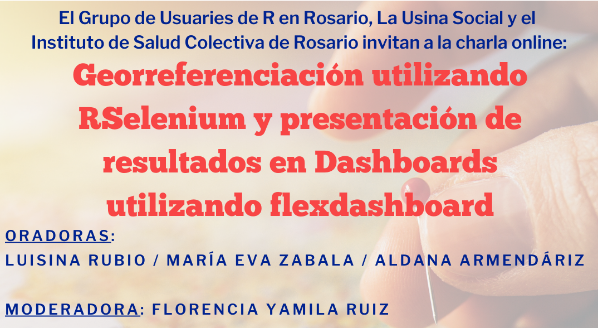 El Grupo de Usuaries de R en Rosario, La Usina Social y el
Instituto de Salud Colectiva de Rosario invitan a la charla online:
Georreferenciación utilizando
RSelenium y presentación de
resultados en Dashboards
utilizando flexdashboard
ORADORAS:
LUISINA RUBIO / MARÍA EVA ZABALA / ALDANA ARMENDÁRIZ
MODERADORA: FLORENCIA YAMILA RUIZ